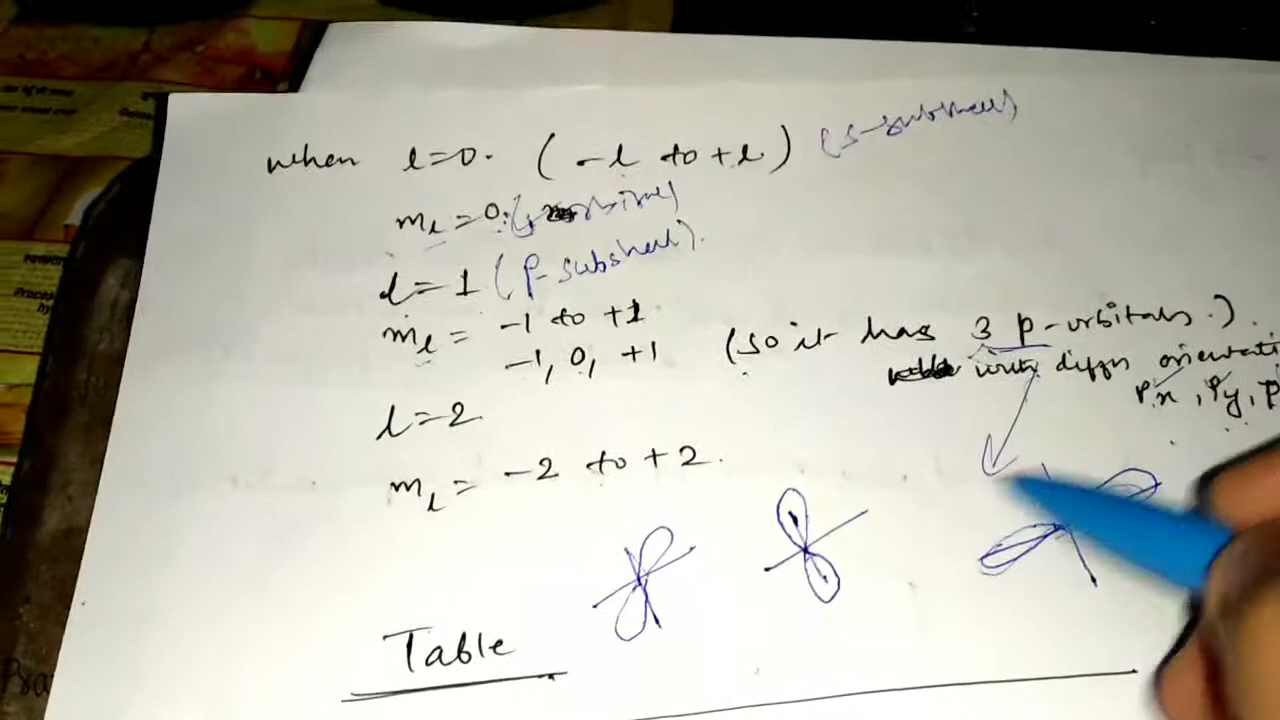 when l=0. (-l to +l) (s-subshell)
ml = 0.
l=1 (p-subshell).
ml = -1 to +1
-1, 0, +1 (so it has 3 p-orbitals.).
with diffn orientati
Px, Py, P
l=2
ml = -2 to +2.
Table